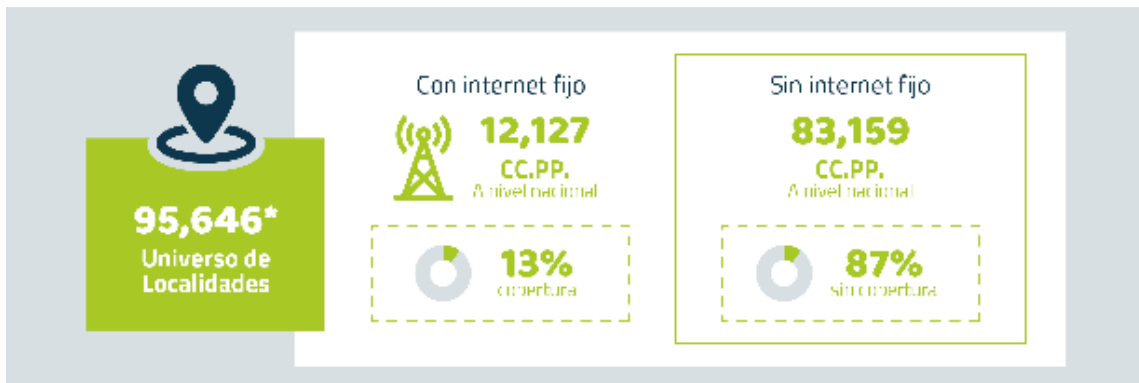 95,646*
Universo de
Localidades
Con internet fijo
12,127
CC.PP.
A nivel nacional
13%
cobertura
Sin internet fijo
83,159
CC.PP.
A nivel nacional
87%
sin cobertura